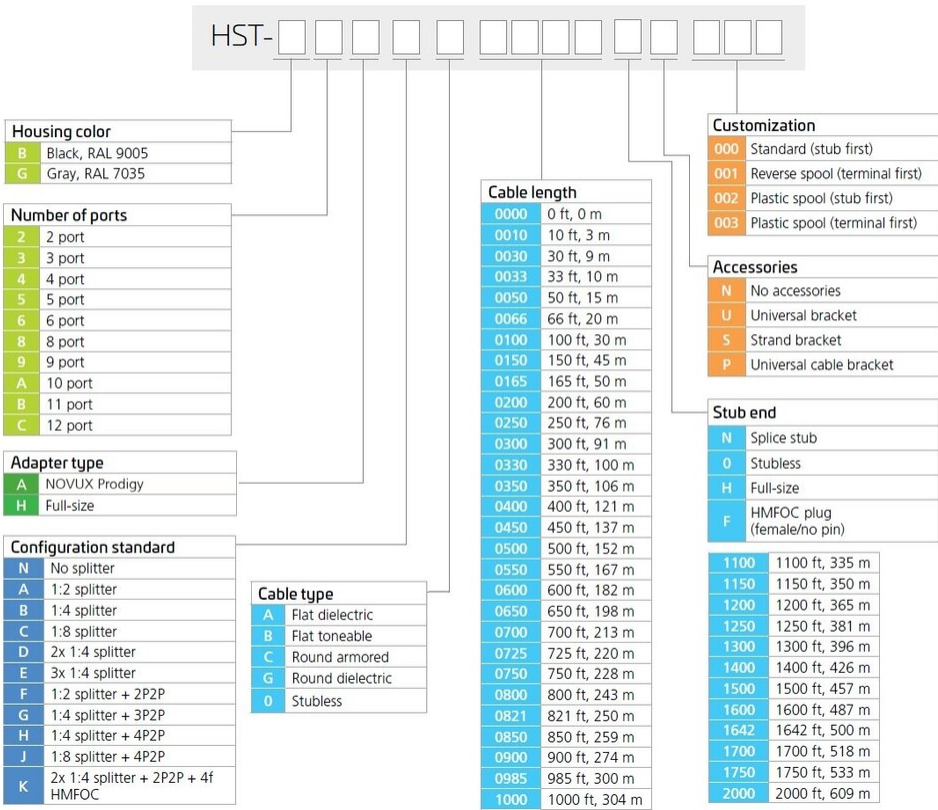 HST-
Housing color
B Black, RAL 9005
G Gray, RAL 7035
Number of ports
2 2 port
3 3 port
4 4 port
5 5 port
6 6 port
8 8 port
9 9 port
A 10 port
B 11 port
C 12 port
Adapter type
A NOVUX Prodigy
H Full-size
Configuration standard
N No splitter
A 1:2 splitter
B 1:4 splitter
C 1:8 splitter
D 2x 1:4 splitter
E 3x 1:4 splitter
F 1:2 splitter + 2P2P
G 1:4 splitter + 3P2P
H 1:4 splitter + 4P2P
J 1:8 splitter + 4P2P
K 2x 1:4 splitter + 2P2P + 4f
HMFOC
Cable type
A Flat dielectric
B Flat toneable
C Round armored
G Round dielectric
0 Stubless
Cable length
0000 0 ft, 0 m
0010 10 ft, 3 m
0030 30 ft, 9 m
0033 33 ft, 10 m
0050 50 ft, 15 m
0066 66 ft, 20 m
0100 100 ft, 30 m
0150 150 ft, 45 m
0165 165 ft, 50 m
0200 200 ft, 60 m
0250 250 ft, 76 m
0300 300 ft, 91 m
0330 330 ft, 100 m
0350 350 ft, 106 m
0400 400 ft, 121 m
0450 450 ft, 137 m
0500 500 ft, 152 m
0550 550 ft, 167 m
0600 600 ft, 182 m
0650 650 ft, 198 m
0700 700 ft, 213 m
0725 725 ft, 220 m
0750 750 ft, 228 m
0800 800 ft, 243 m
0821 821 ft, 250 m
0850 850 ft, 259 m
0900 900 ft, 274 m
0985 985 ft, 300 m
1000 1000 ft, 304 m
Customization
000 Standard (stub first)
001 Reverse spool (terminal first)
002 Plastic spool (stub first)
003 Plastic spool (terminal first)
Accessories
N No accessories
U Universal bracket
S Strand bracket
P Universal cable bracket
Stub end
N Splice stub
0 Stubless
H Full-size
F HMFOC plug
(female/no pin)
1100 1100 ft, 335 m
1150 1150 ft, 350 m
1200 1200 ft, 365 m
1250 1250 ft, 381 m
1300 1300 ft, 396 m
1400 1400 ft, 426 m
1500 1500 ft, 457 m
1600 1600 ft, 487 m
1642 1642 ft, 500 m
1700 1700 ft, 518 m
1750 1750 ft, 533 m
2000 2000 ft, 609 m